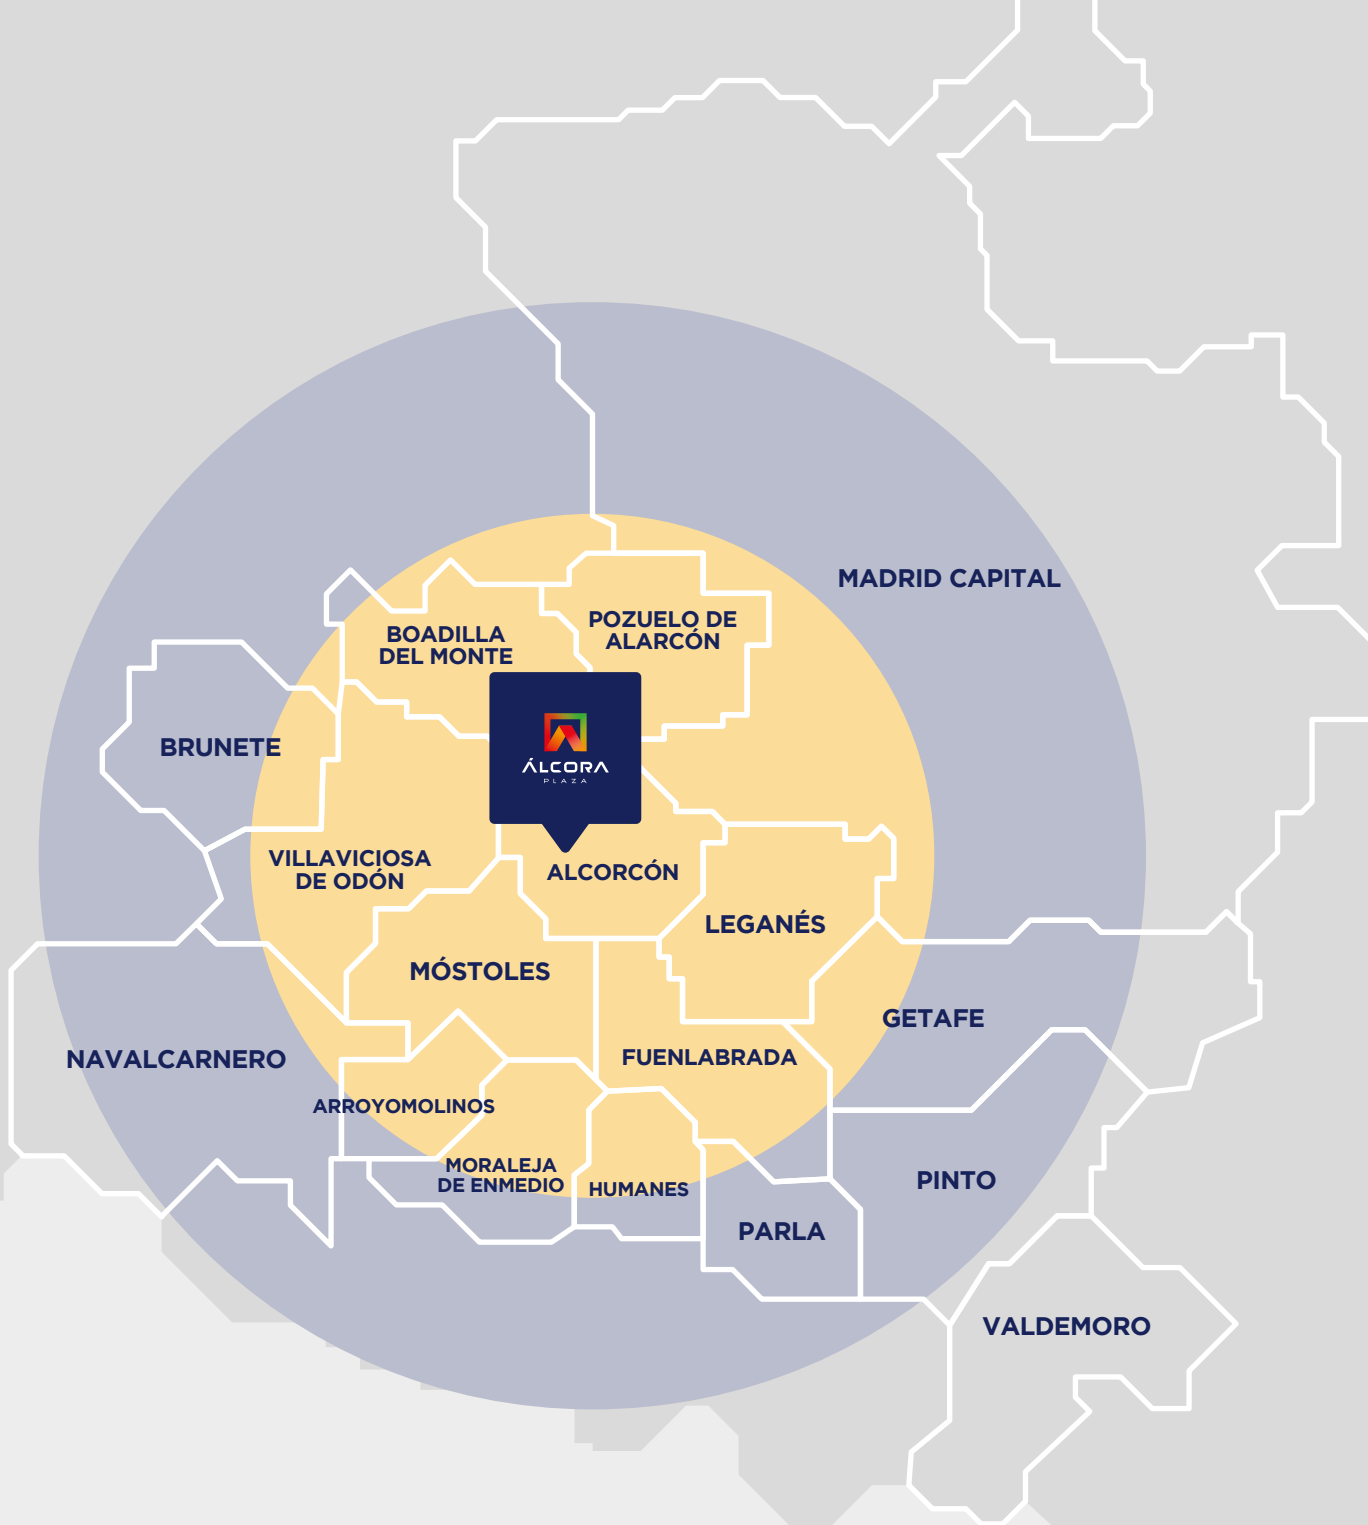 MADRID CAPITAL
POZUELO DE
ALARCÓN
BOADILLA
DEL MONTE
BRUNETE
ÁLCORA
PLAZA
VILLAVICIOSA
DE ODÓN
ALCORCÓN
LEGANÉS
MÓSTOLES
GETAFE
NAVALCARNERO
FUENLABRADA
ARROYOMOLINOS
MORALEJA
DE ENMEDIO
HUMANES
PINTO
PARLA
VALDEMORO